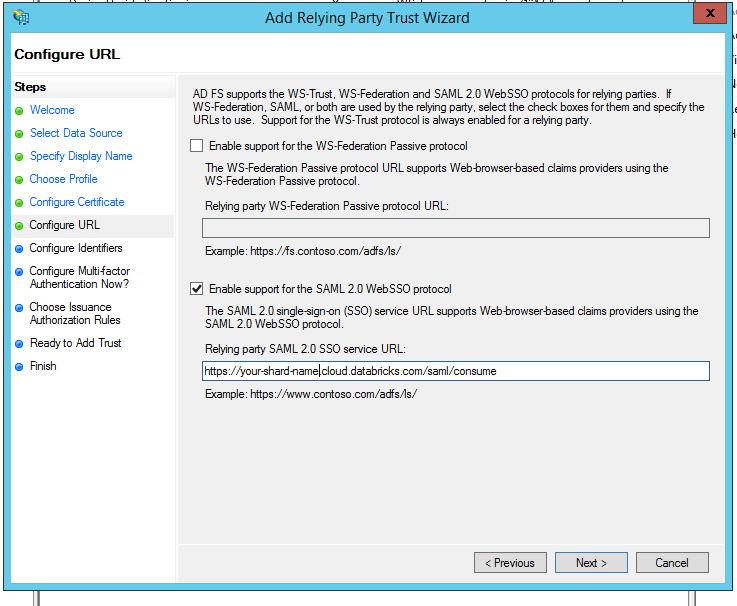 Add Relying Party Trust Wizard
X
Configure URL
Steps
Welcome
Select Data Source
Specify Display Name
Choose Profile
Configure Certificate
Configure URL
Configure Identifiers
Configure Multi-factor
Authentication Now?
Choose Issuance
Authorization Rules
Ready to Add Trust
Finish
AD FS supports the WS-Trust, WS-Federation and SAML 2.0 WebSSO protocols for relying parties. If
WS-Federation, SAML, or both are used by the relying party, select the check boxes for them and specify the
URLs to use. Support for the WS-Trust protocol is always enabled for a relying party.
Enable support for the WS-Federation Passive protocol
The WS-Federation Passive protocol URL supports Web-browser-based claims providers using the
WS-Federation Passive protocol.
Relying party WS-Federation Passive protocol URL:
Example: https://fs.contoso.com/adfs/ls/
Enable support for the SAML 2.0 WebSSO protocol
The SAML 2.0 single-sign-on (SSO) service URL supports Web-browser-based claims providers using the
SAML 2.0 WebSSO protocol.
Relying party SAML 2.0 SSO service URL:
https://your-shard-name.cloud.databricks.com/saml/consume
Example: https://www.contoso.com/adfs/ls/
< Previous
Next >
Cancel